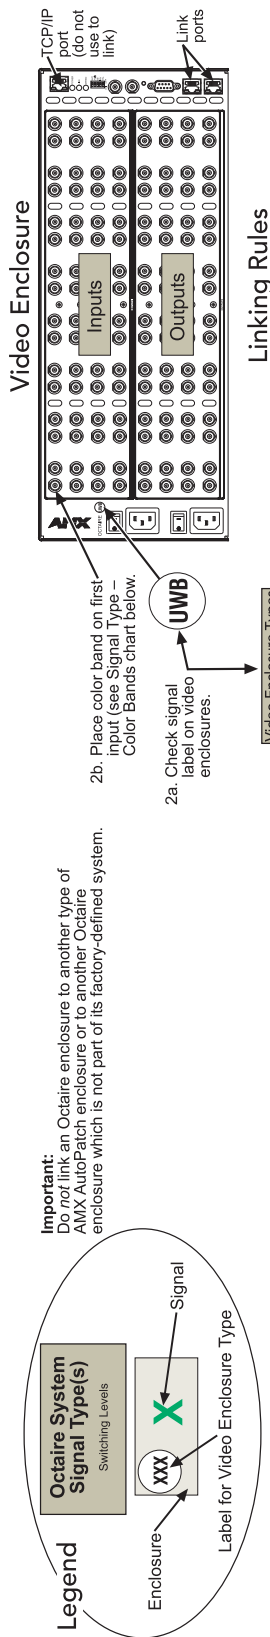 Legend
Octaire System
Signal Type(s)
Switching Levels
XXX
X
Enclosure
Signal
Label for Video Enclosure Type
Important:
Do not link an Octaire enclosure to another type of
AMX AutoPatch enclosure or to another Octaire
enclosure which is not part of its factory-defined system.
Video Enclosure
TCP/IP
port
(do not
use to
link)
AMX
OCTAIRE
UWB
Inputs
Outputs
Link
ports
2b. Place color band on first
input (see Signal Type –
Color Bands chart below.
2a. Check signal
label on video
enclosures.
UWB
Linking Rules
Video Enclosure Types